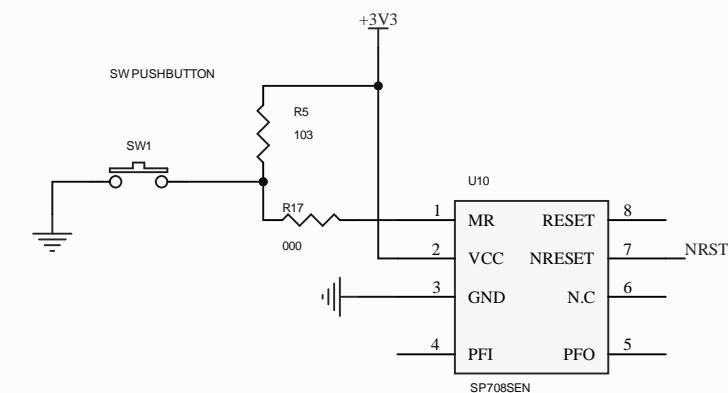 +3V3
SW PUSHBUTTON
R5
103
SW1
U10
R17
000
1 MR RESET 8
2 VCC NRESET 7 NRST
3 GND N.C 6
4 PFI PFO 5
SP708SEN